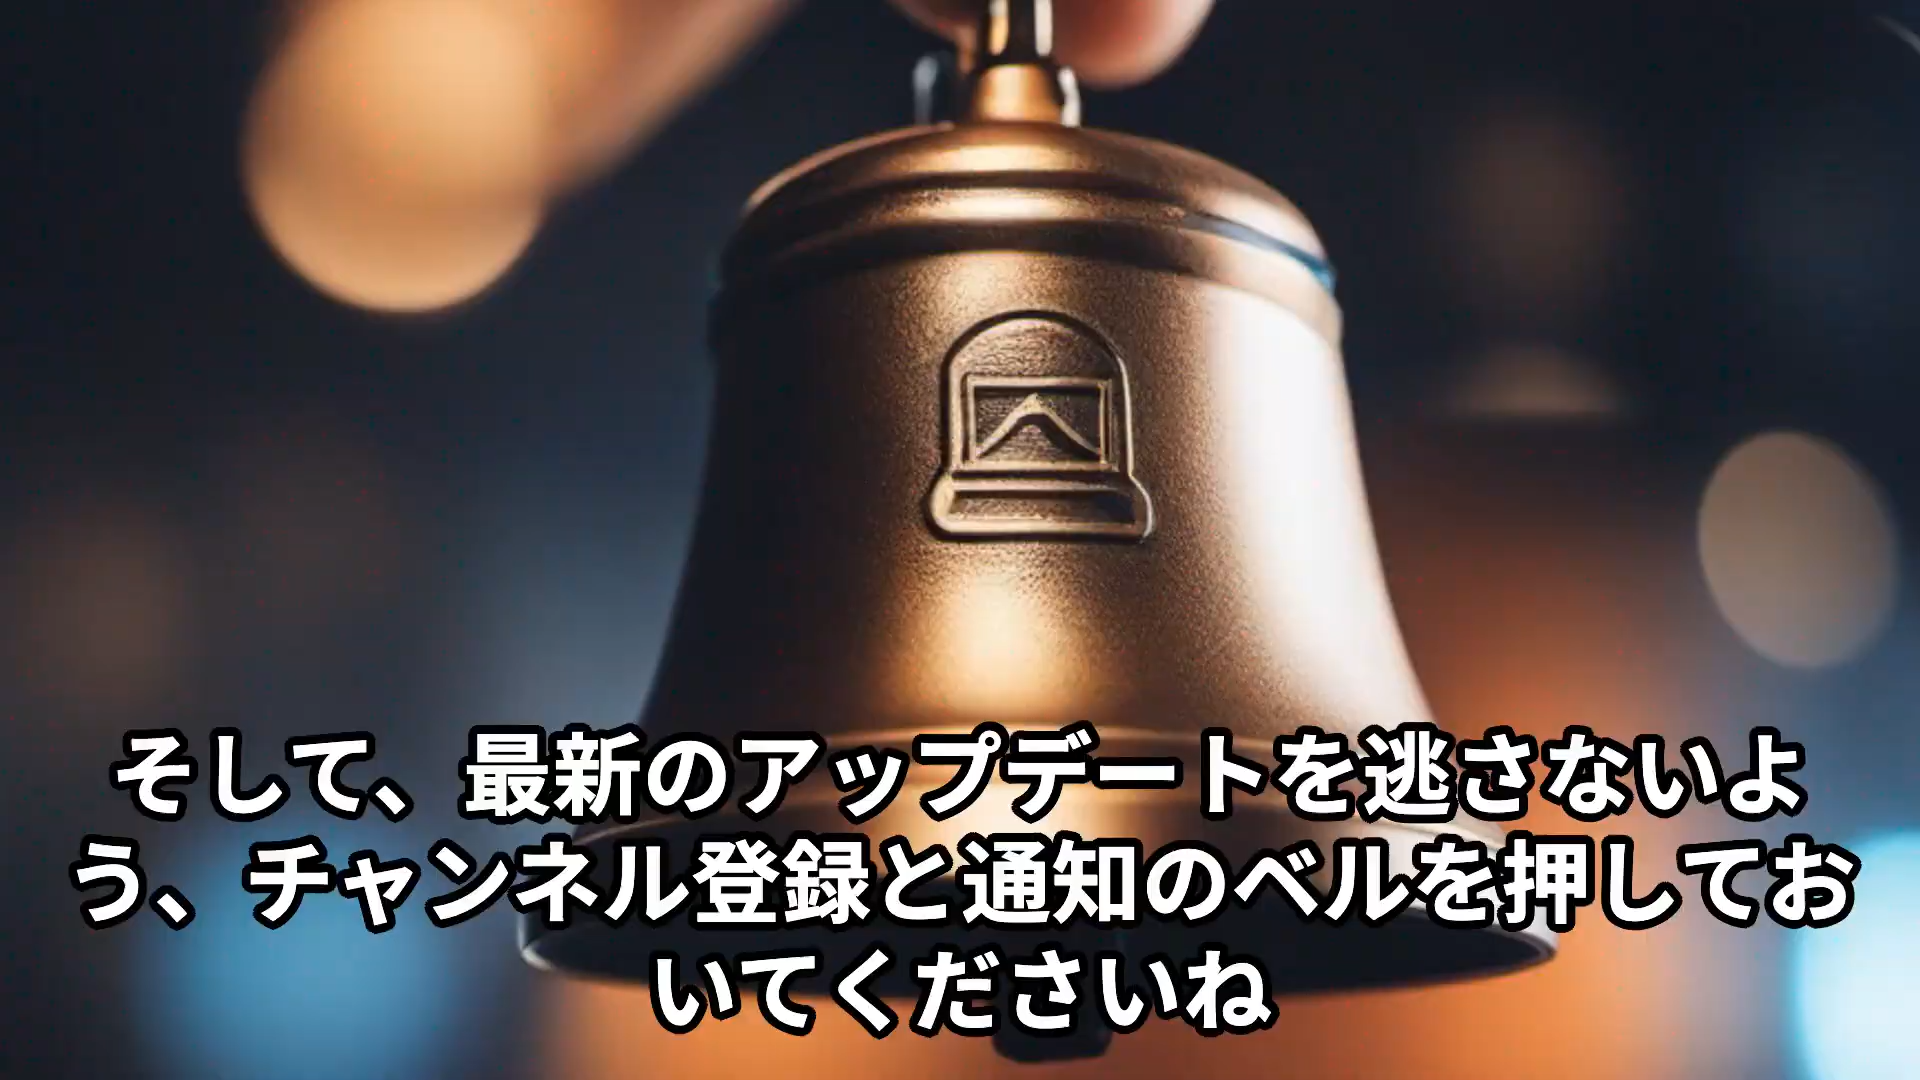 そして、最新のアップデートを逃さないよ
う、チャンネル登録と通知のベルを押してお
いてくださいね